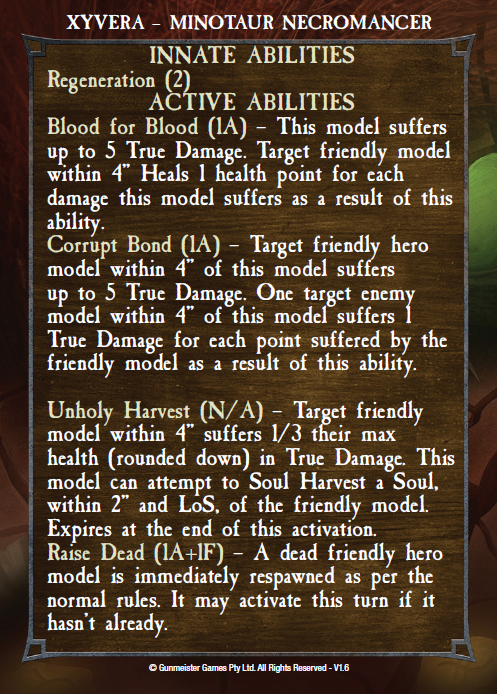 XYVERA – MINOTAUR NECROMANCER
INNATE ABILITIES
Regeneration (2)
ACTIVE ABILITIES
Blood for Blood (1A) – This model suffers
up to 5 True Damage. Target friendly model
within 4” Heals 1 health point for each
damage this model suffers as a result of this
ability.
Corrupt Bond (1A) – Target friendly hero
model within 4” of this model suffers
up to 5 True Damage. One target enemy
model within 4” of this model suffers 1
True Damage for each point suffered by the
friendly model as a result of this ability.
Unholy Harvest (N/A) – Target friendly
model within 4” suffers 1/3 their max
health (rounded down) in True Damage. This
model can attempt to Soul Harvest a Soul,
within 2” and LoS, of the friendly model.
Expires at the end of this activation.
Raise Dead (1A+1F) – A dead friendly hero
model is immediately respawned as per the
normal rules. It may activate this turn if it
hasn't already.
© Gunmeister Games Pty Ltd. All Rights Reserved - V1.6